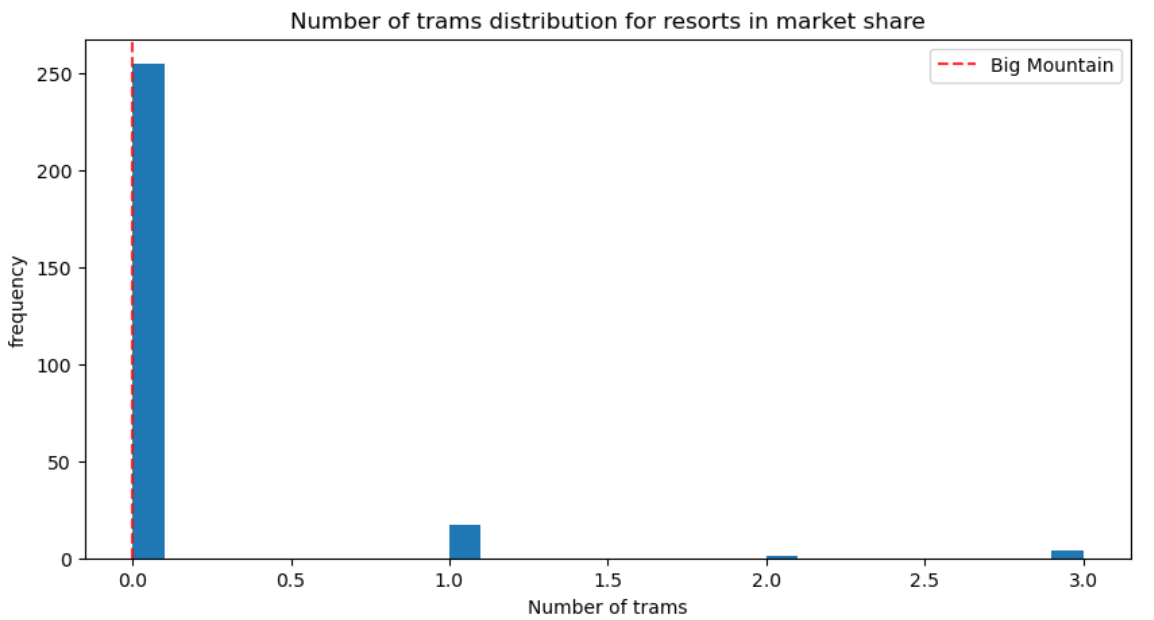 Number of trams distribution for resorts in market share
Big Mountain
250
200
150
100
50
0
frequency
0.0 0.5 1.0 1.5 2.0 2.5 3.0
Number of trams